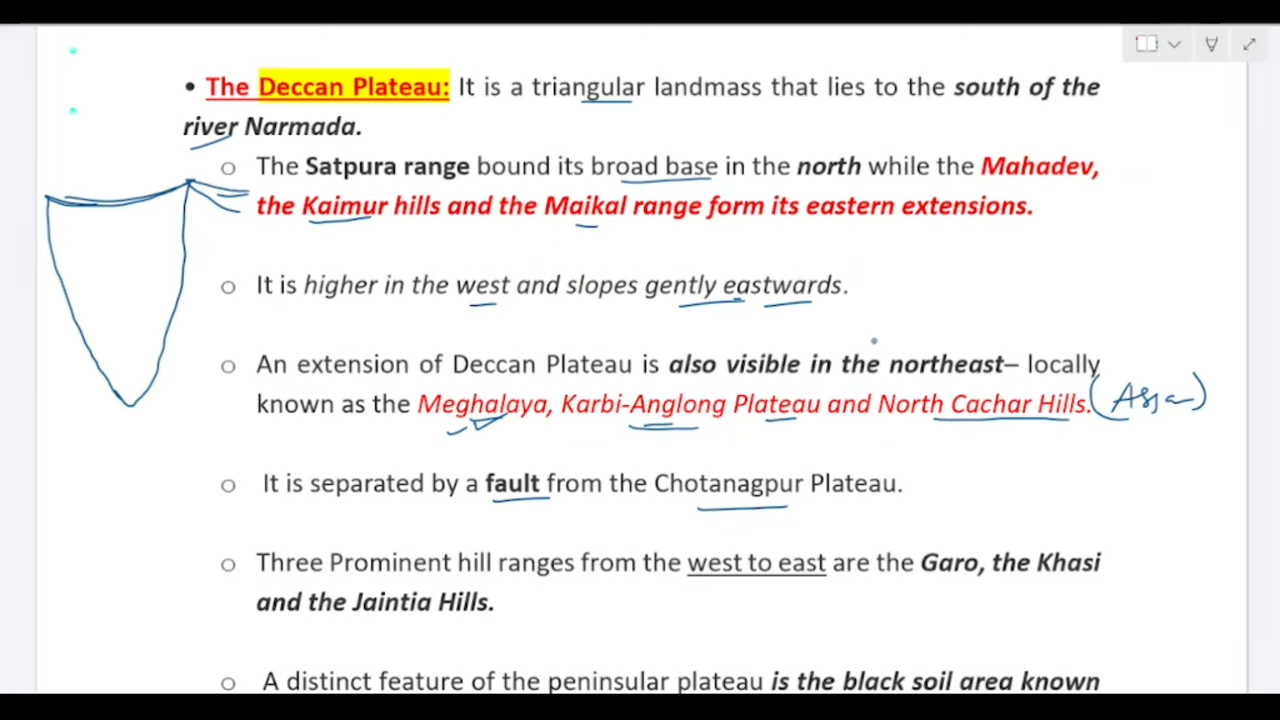 • The Deccan Plateau: It is a triangular landmass that lies to the south of the
river Narmada.
o The Satpura range bound its broad base in the north while the Mahadev,
the Kaimur hills and the Maikal range form its eastern extensions.
o It is higher in the west and slopes gently eastwards.
o An extension of Deccan Plateau is also visible in the northeast– locally
known as the Meghalaya, Karbi-Anglong Plateau and North Cachar Hills.
o It is separated by a fault from the Chotanagpur Plateau.
o Three Prominent hill ranges from the west to east are the Garo, the Khasi
and the Jaintia Hills.
o A distinct feature of the peninsular plateau is the black soil area known